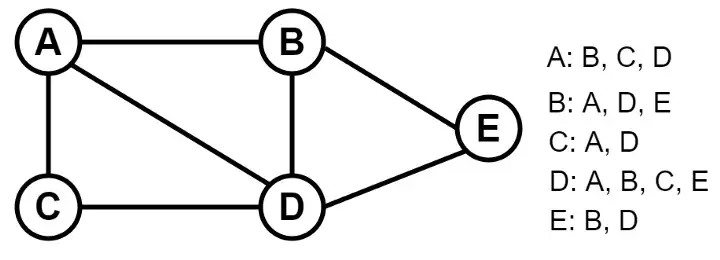 A
B
E
C
D
A: B, C, D
B: A, D, E
C: A, D
D: A, B, C, E
E: B, D